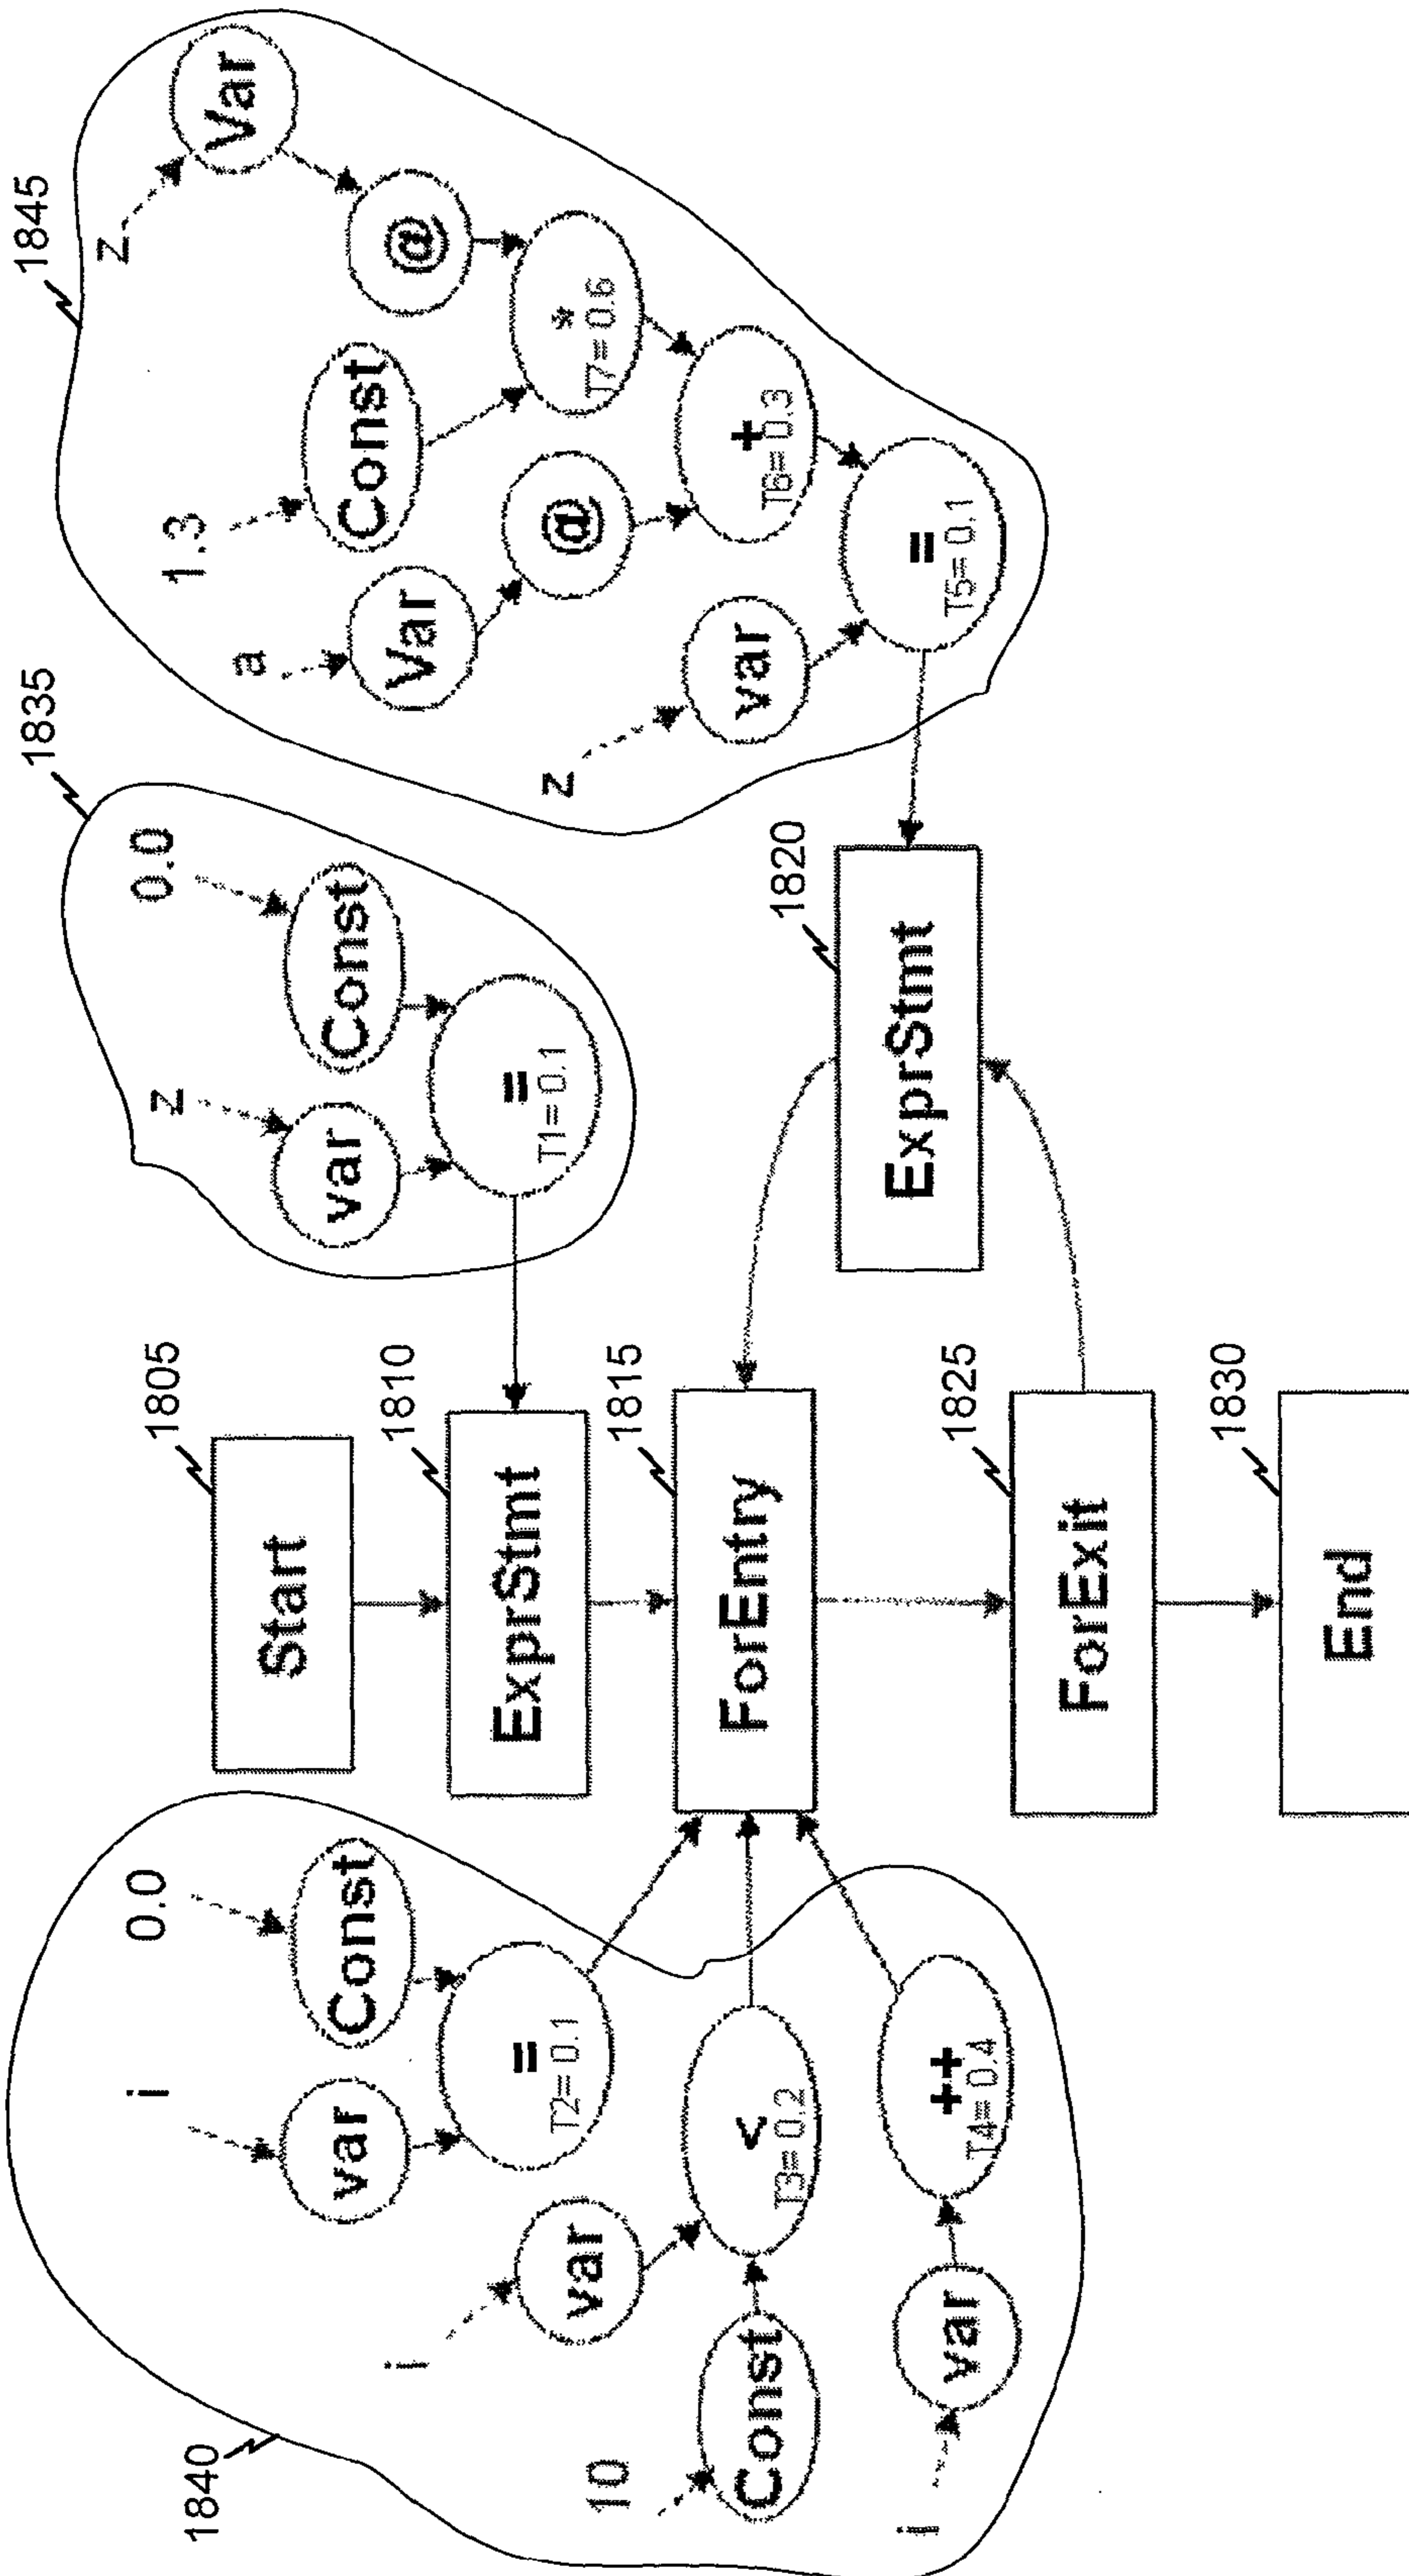 1805
Start
1810
ExprStmt
1815
ForEntry
1825
ForExit
1830
End
1820
ExprStmt
1835
z
0.0
var
Const
=
T1= 0.1
1840
i
0.0
var
Const
=
T2= 0.1
i
var
10
Const
<
T3= 0.2
i
var
++
T4= 0.4
1845
z
Var
@
1.3
Const
*
T7= 0.6
a
Var
@
+
T6= 0.3
z
var
=
T5= 0.1